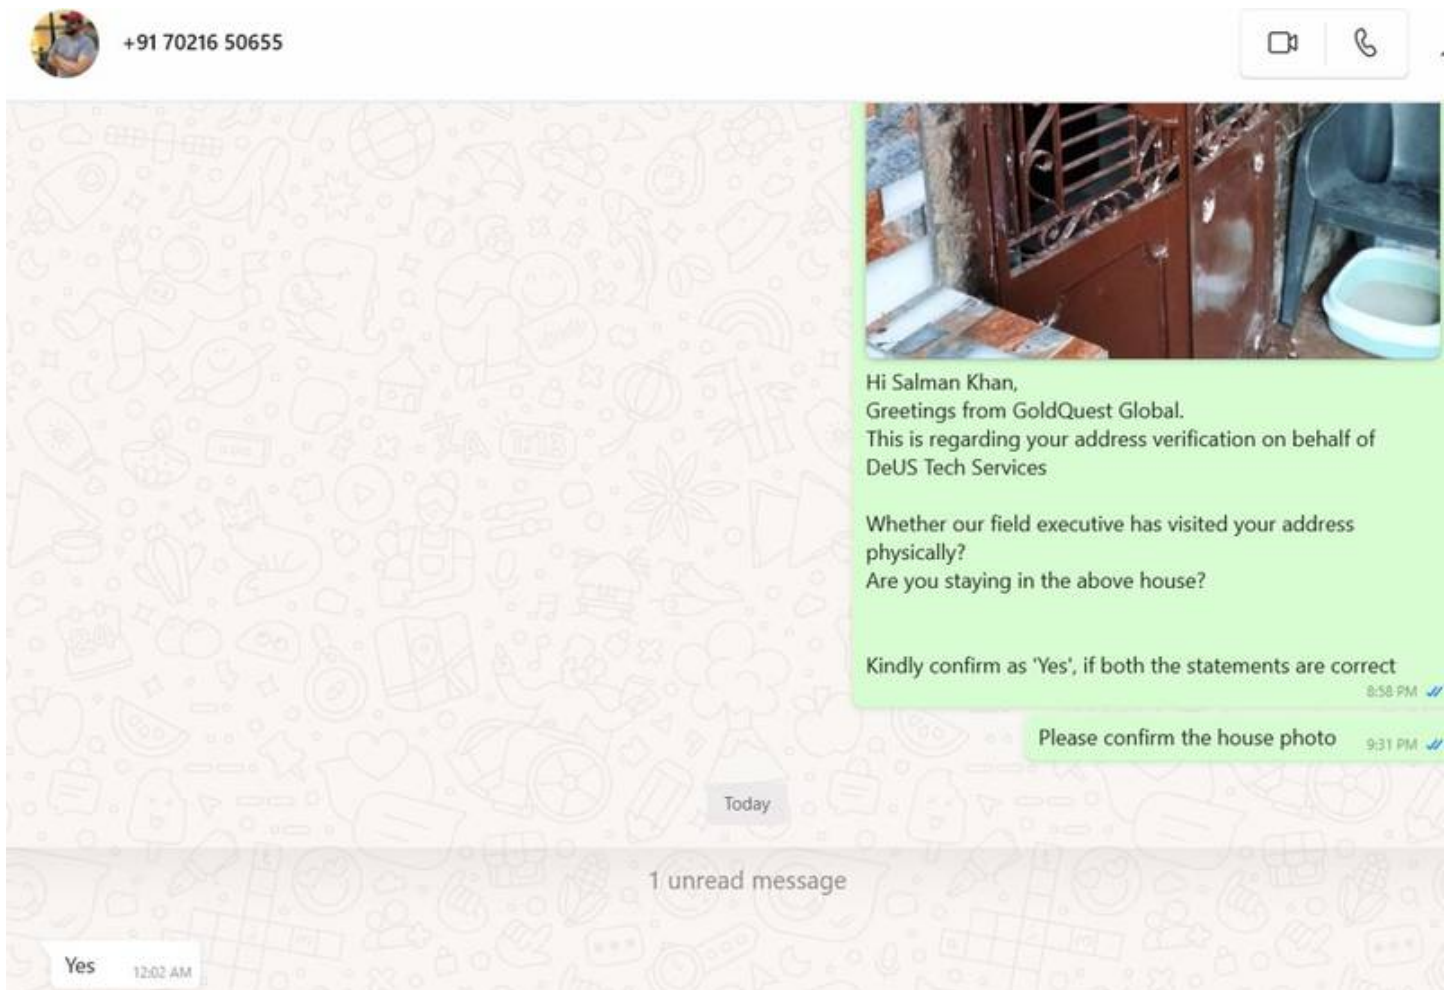 +91 70216 50655
Hi Salman Khan,
Greetings from GoldQuest Global.
This is regarding your address verification on behalf of
DeUS Tech Services
Whether our field executive has visited your address
physically?
Are you staying in the above house?
Kindly confirm as 'Yes', if both the statements are correct
8:58 PM
Please confirm the house photo 9:31 PM
Today
1 unread message
Yes 12:02 AM